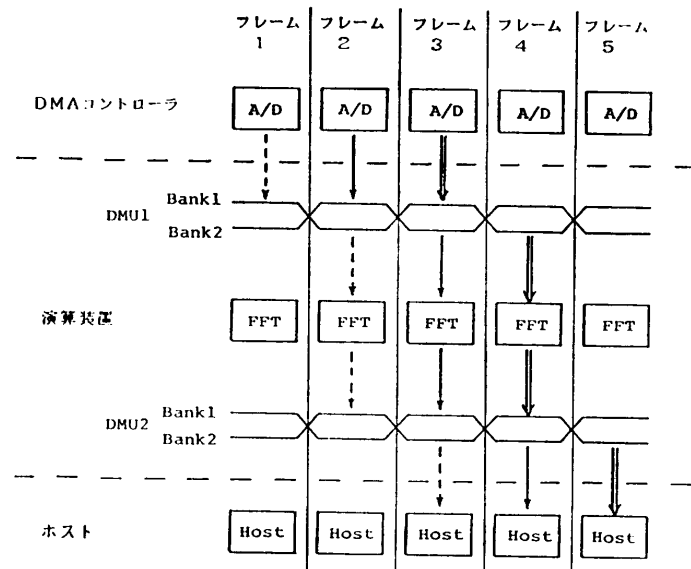 フレーム フレーム フレーム フレーム フレーム
1 2 3 4 5
DMAコントローラ A/D A/D A/D A/D A/D
Bank1
DMU1
Bank2
演算装置 FFT FFT FFT FFT FFT
Bank1
DMU2
Bank2
ホスト Host Host Host Host Host